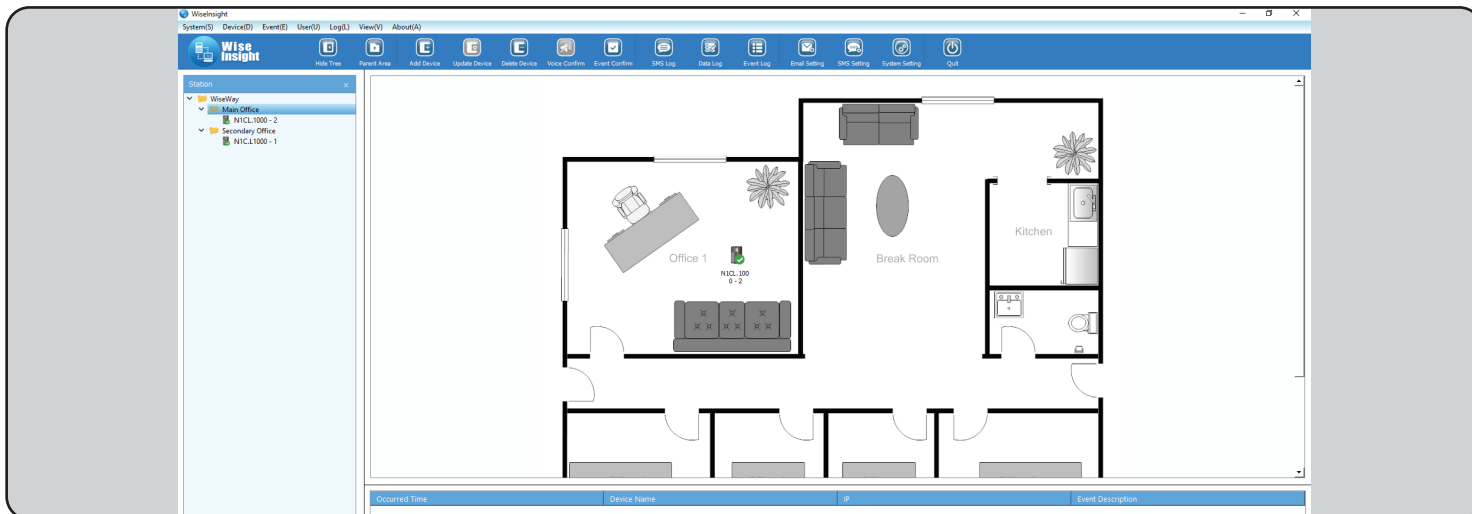 WiseInsight
System(S) Device(D) Event(E) User(U) Log(L) View(V) About(A)
Wise
Insight
Hide Tree Parent Area Add Device Update Device Delete Device Voice Confirm Event Confirm SMS Log Data Log Event Log Email Setting SMS Setting System Setting Quit
Station
WiseWay
Main Office
N1CL.1000 - 2
Secondary Office
N1C.L1000 - 1
Office 1
N1CL.100
0 - 2
Break Room
Kitchen
Occurred Time Device Name IP Event Description